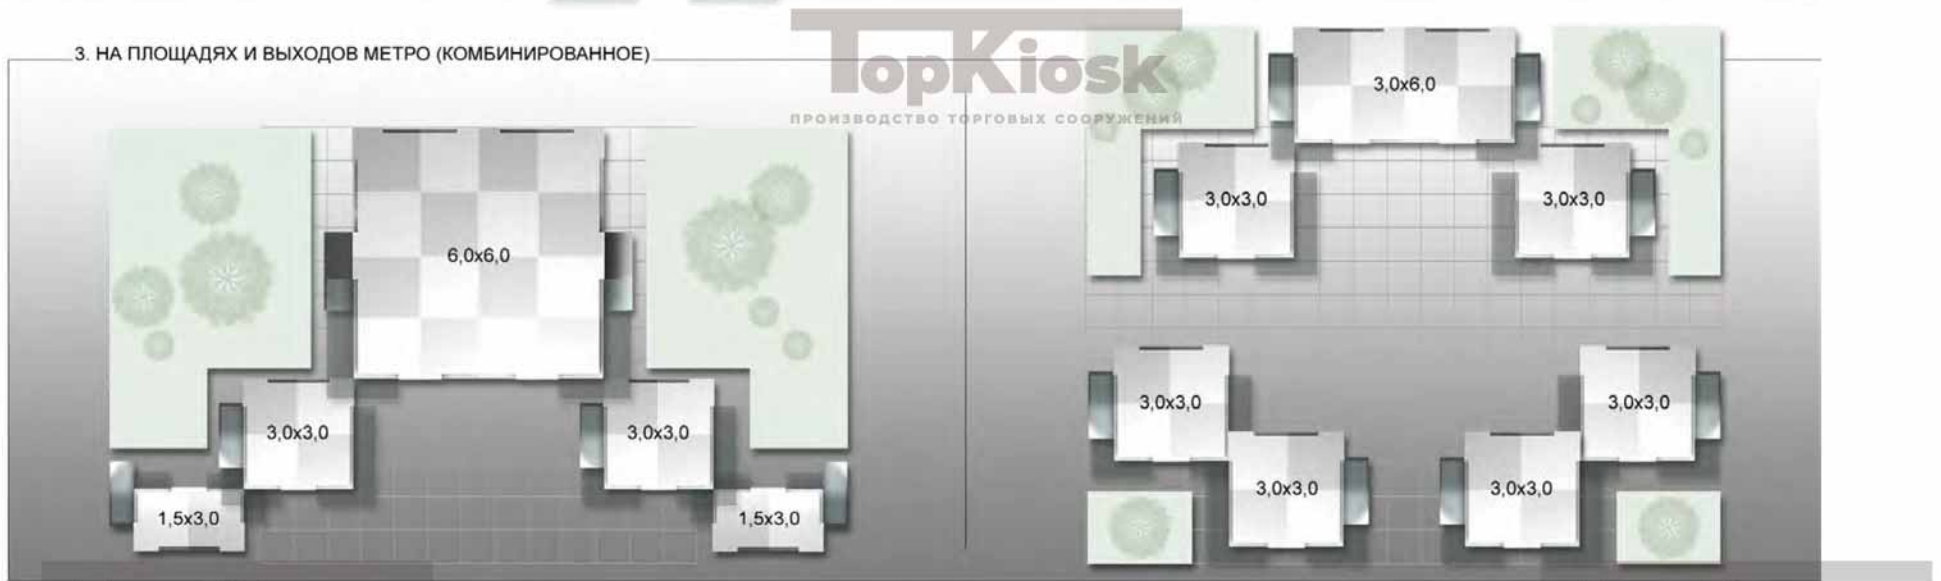 TopKiosk
ПРОИЗВОДСТВО ТОРГОВЫХ СООРУЖЕНИЙ
3. НА ПЛОЩАДЯХ И ВЫХОДОВ МЕТРО (КОМБИНИРОВАННОЕ)
6,0x6,0
3,0x3,0
3,0x3,0
1,5x3,0
1,5x3,0
3,0x6,0
3,0x3,0
3,0x3,0
3,0x3,0
3,0x3,0
3,0x3,0
3,0x3,0